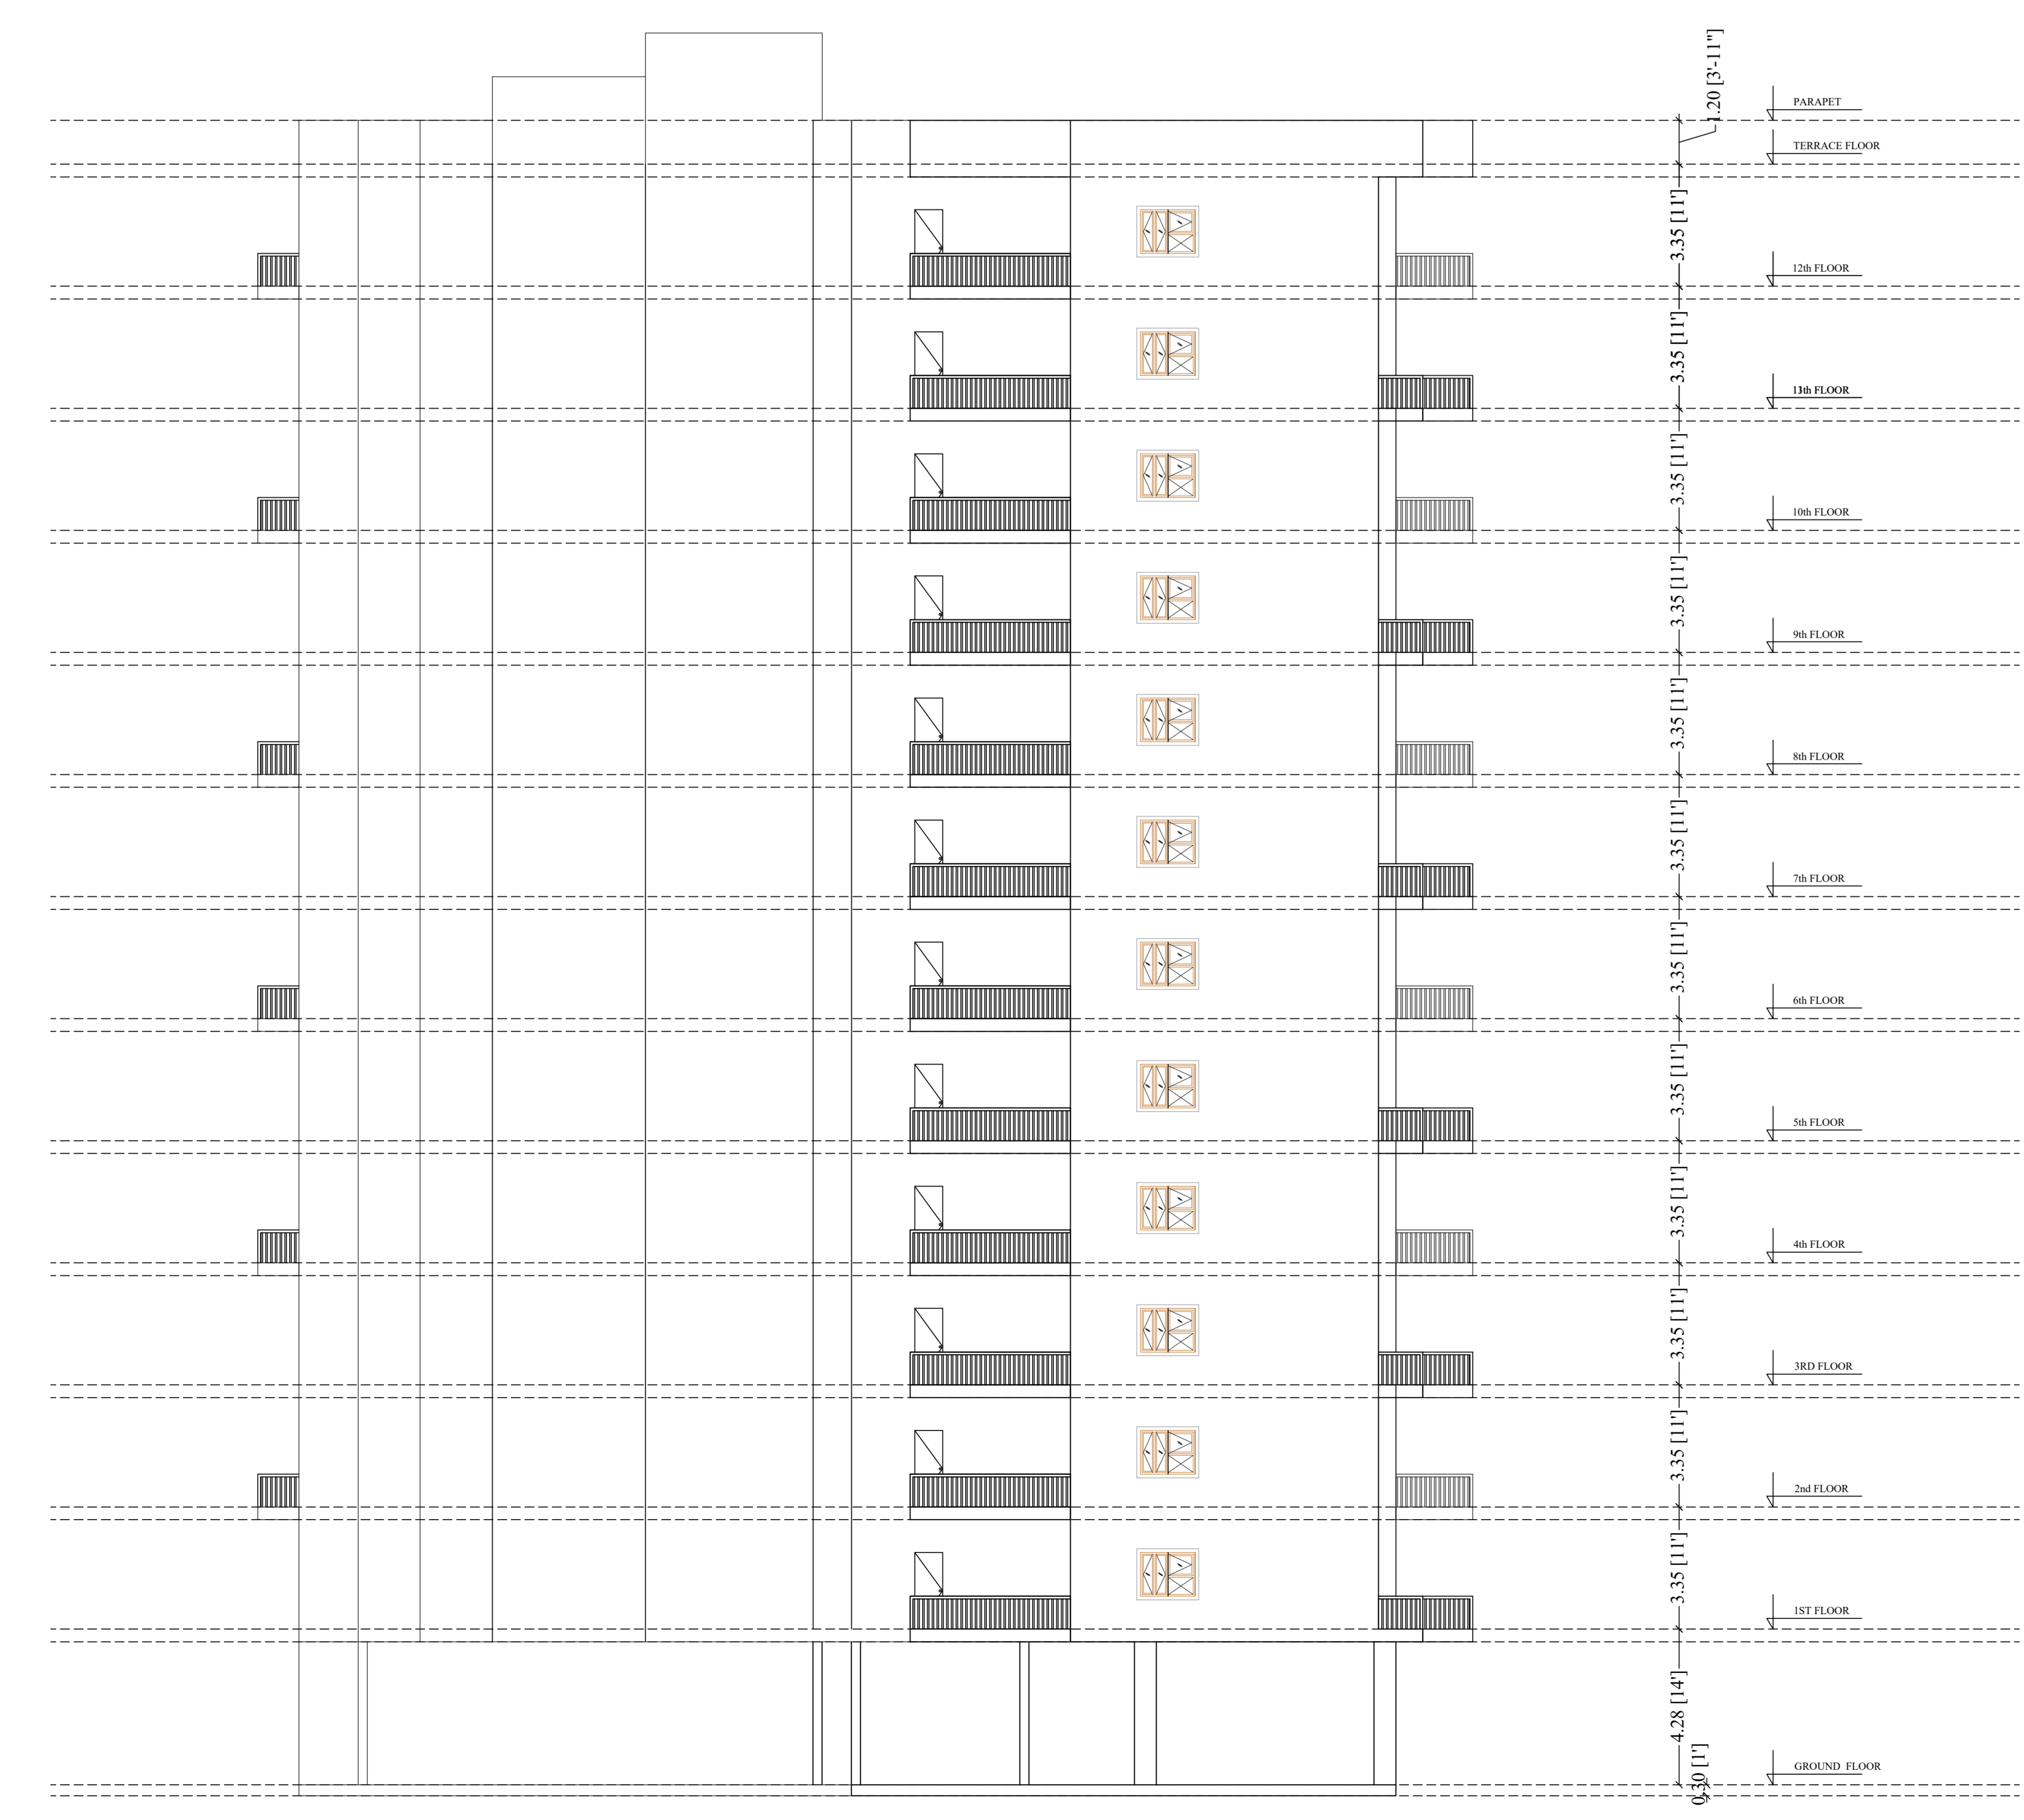 1.20 [3'-11"]
PARAPET
TERRACE FLOOR
3.35 [11']
12th FLOOR
3.35 [11']
FLOOR
3.35 [11']
10th FLOOR
3.35 [11']
9th FLOOR
3.35 [11']
8th FLOOR
3.35 [11']
7th FLOOR
3.35 [11']
6th FLOOR
3.35 [11']
5th FLOOR
3.35 [11']
4th FLOOR
3.35 [11']
3RD FLOOR
3.35 [11']
2nd FLOOR
3.35 [11']
1ST FLOOR
4.28 [14']
GROUND FLOOR
0.30 [1']